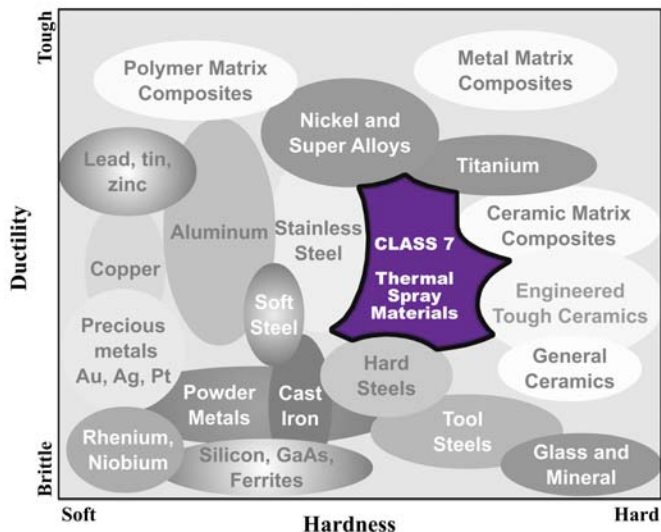 Tough
Ductility
Brittle
Polymer Matrix
Composites
Metal Matrix
Composites
Nickel and
Super Alloys
Lead, tin,
zinc
Titanium
Aluminum
Stainless
Steel
CLASS 7
Thermal
Spray
Materials
Ceramic Matrix
Composites
Copper
Soft
Steel
Engineered
Tough Ceramics
Precious
metals
Au, Ag, Pt
Hard
Steels
General
Ceramics
Powder
Metals
Cast
Iron
Tool
Steels
Rhenium,
Niobium
Silicon, GaAs,
Ferrites
Glass and
Mineral
Soft
Hardness
Hard